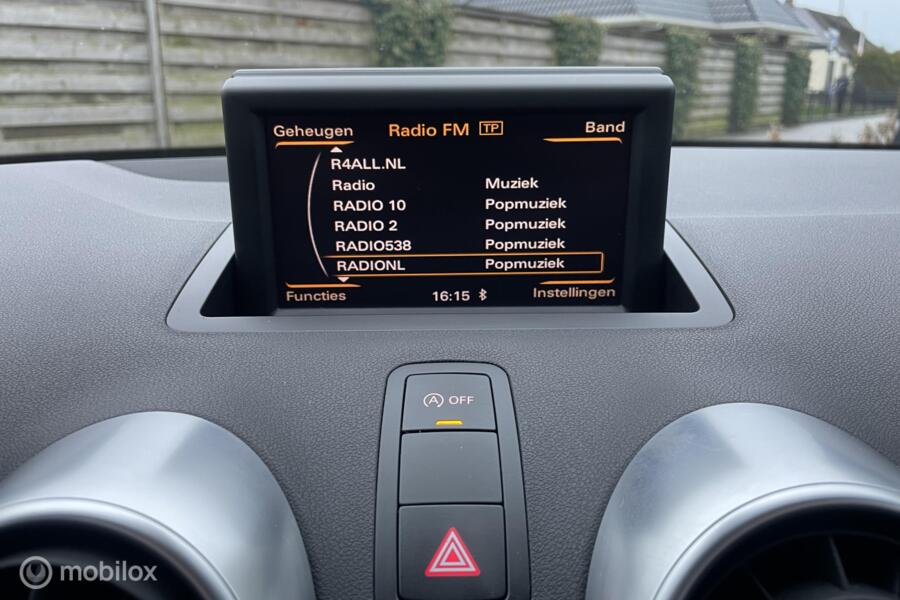 Geheugen Radio FM TP Band
R4ALL.NL
Radio Muziek
RADIO 10 Popmuziek
RADIO 2 Popmuziek
RADIO538 Popmuziek
RADIONL Popmuziek
Functies 16:15 Instellingen
A OFF
mobilox